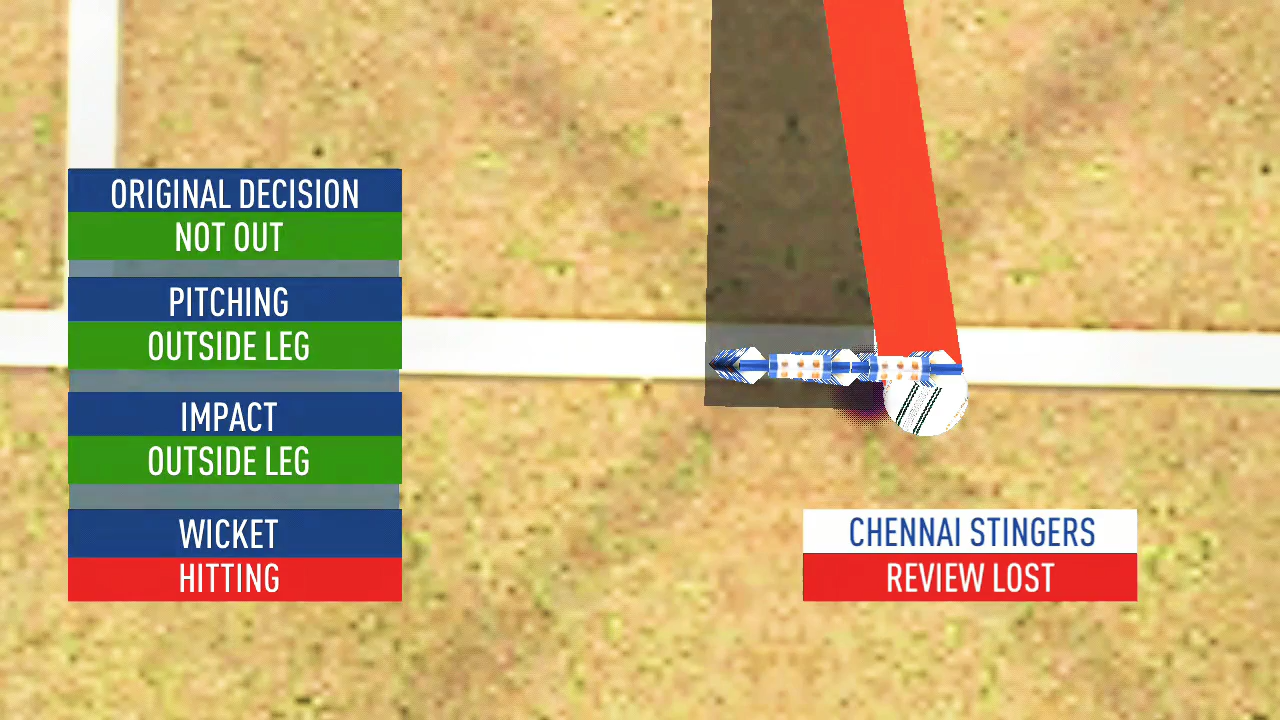 ORIGINAL DECISION
NOT OUT
PITCHING
OUTSIDE LEG
IMPACT
OUTSIDE LEG
WICKET
HITTING
CHENNAI STINGERS
REVIEW LOST